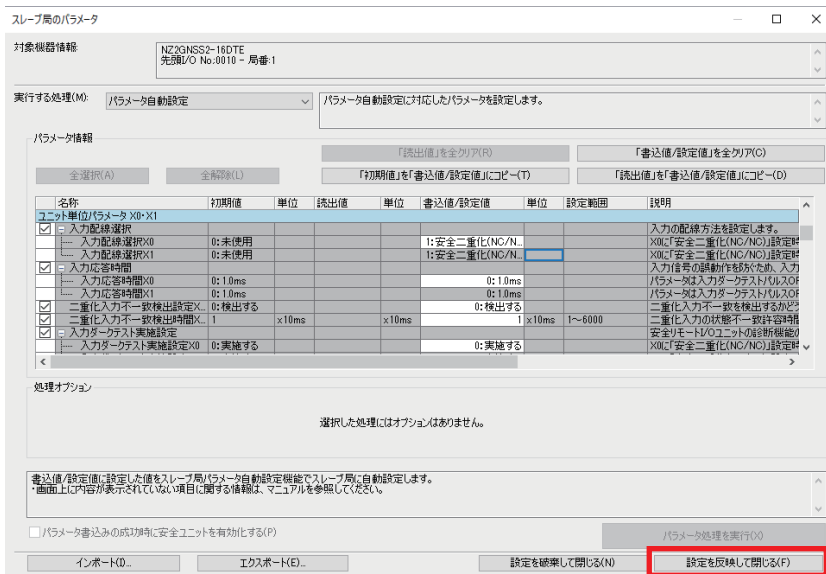 スレーブ局のパラメータ
対象機器情報:
NZ2GNSS2-16DTE
先頭I/O No.:0010 - 局番:1
実行する処理(M):
パラメータ自動設定
パラメータ自動設定に対応したパラメータを設定します。
パラメータ情報
「読出値」を全クリア(R)
「書込値/設定値」を全クリア(C)
全選択(A)
全解除(L)
「初期値」を「書込値/設定値」にコピー(T)
「読出値」を「書込値/設定値」にコピー(D)
名称 初期値 単位 読出値 単位 書込値/設定値 単位 設定範囲 説明
ユニット単位パラメータ X0・X1
入力配線選択 入力の配線方法を設定します。
入力配線選択X0 0:未使用 1:安全二重化(NC/N... X0に「安全二重化(NC/NC)」設定時
入力配線選択X1 0:未使用 1:安全二重化(NC/N... X0に「安全二重化(NC/NC)」設定時
入力応答時間 入力信号の誤動作を防ぐため、入力
入力応答時間X0 0:1.0ms 0:1.0ms パラメータは入力ダークテストパルスOF
入力応答時間X1 0:1.0ms 0:1.0ms パラメータは入力ダークテストパルスOF
二重化入力不一致検出設定X... 0:検出する 0:検出する 二重化入力不一致を検出するかどう
二重化入力不一致検出時間X... 1 ×10ms ×10ms 1 ×10ms 1～6000 二重化入力の状態不一致許容時間
入力ダークテスト実施設定 安全リモートI/Oユニットの診断機能の
入力ダークテスト実施設定X0 0:実施する 0:実施する X0に「安全二重化(NC/NC)」設定時
処理オプション
選択した処理にはオプションはありません。
書込値/設定値に設定した値をスレーブ局パラメータ自動設定機能でスレーブ局に自動設定します。
・画面上に内容が表示されていない項目に関する情報は、マニュアルを参照してください。
パラメータ書込みの成功時に安全ユニットを有効化する(P)
パラメータ処理を実行(X)
インポート(I)...
エクスポート(E)...
設定を破棄して閉じる(N)
設定を反映して閉じる(F)